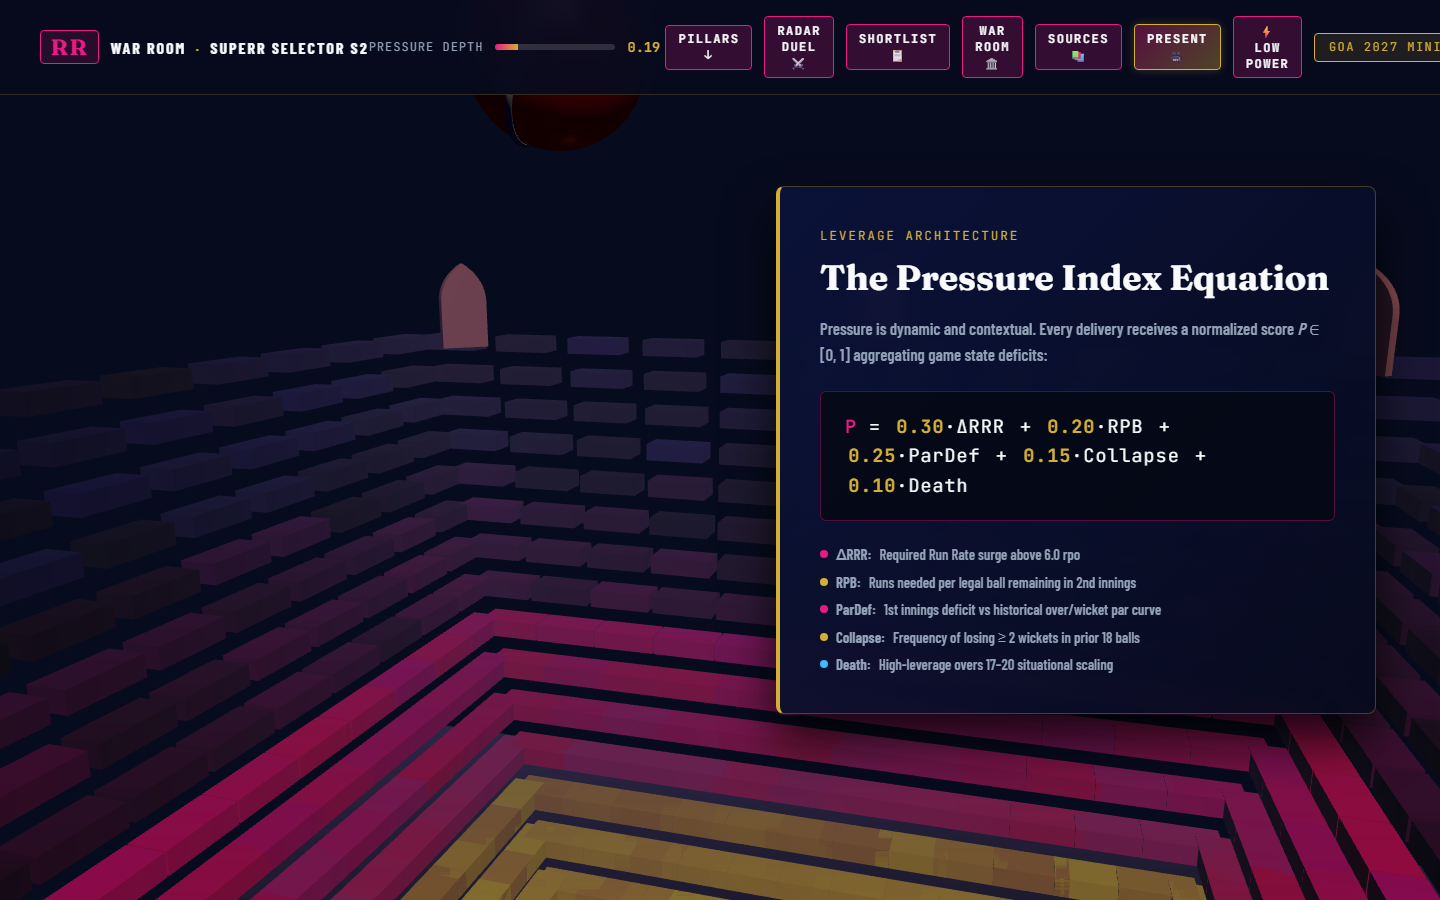 RR
WAR ROOM · SUPERR SELECTOR S2
PRESSURE DEPTH
0.19
PILLARS
↓
RADAR
DUEL
SHORTLIST
WAR
ROOM
SOURCES
PRESENT
LOW
POWER
GOA 2027 MINI
LEVERAGE ARCHITECTURE
The Pressure Index Equation
Pressure is dynamic and contextual. Every delivery receives a normalized score P ∈
[0, 1] aggregating game state deficits:
P = 0.30·ΔRRR + 0.20·RPB +
0.25·ParDef + 0.15·Collapse +
0.10·Death
ΔRRR: Required Run Rate surge above 6.0 rpo
RPB: Runs needed per legal ball remaining in 2nd innings
ParDef: 1st innings deficit vs historical over/wicket par curve
Collapse: Frequency of losing ≥ 2 wickets in prior 18 balls
Death: High-leverage overs 17–20 situational scaling